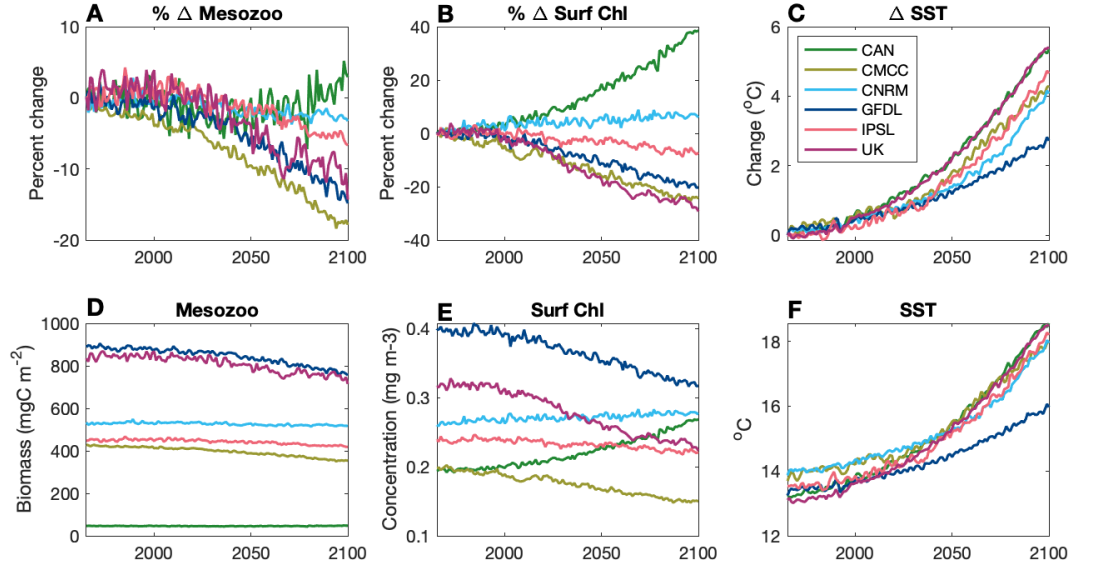 A % △ Mesozoo
Percent change
10
0
-10
-20
2000 2050 2100
B % △ Surf Chl
Percent change
40
20
0
-20
-40
2000 2050 2100
C △ SST
Change (°C)
6
4
2
0
2000 2050 2100
CAN
CMCC
CNRM
GFDL
IPSL
UK
D Mesozoo
Biomass (mgC m-2)
1000
800
600
400
200
0
2000 2050 2100
E Surf Chl
Concentration (mg m-3)
0.4
0.3
0.2
0.1
2000 2050 2100
F SST
°C
18
16
14
12
2000 2050 2100